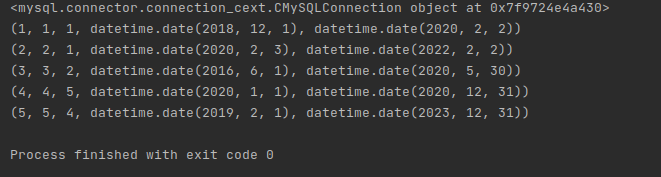 <mysql.connector.connection_cext.CMySQLConnection object at 0x7f9724e4a430>
(1, 1, 1, datetime.date(2018, 12, 1), datetime.date(2020, 2, 2))
(2, 2, 1, datetime.date(2020, 2, 3), datetime.date(2022, 2, 2))
(3, 3, 2, datetime.date(2016, 6, 1), datetime.date(2020, 5, 30))
(4, 4, 5, datetime.date(2020, 1, 1), datetime.date(2020, 12, 31))
(5, 5, 4, datetime.date(2019, 2, 1), datetime.date(2023, 12, 31))
Process finished with exit code 0